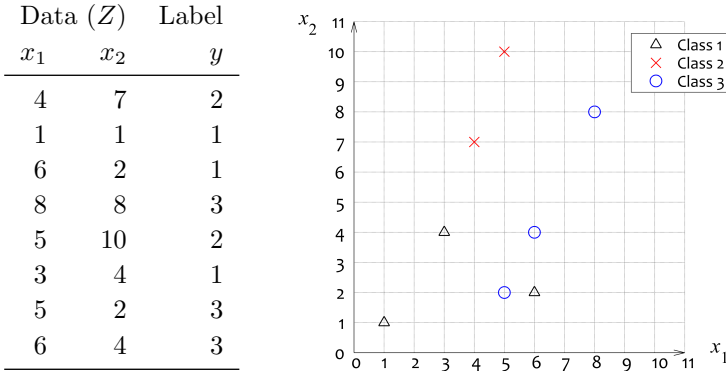 Data (Z) Label
x1 x2 y
4 7 2
1 1 1
6 2 1
8 8 3
5 10 2
3 4 1
5 2 3
6 4 3
x2
11
10
9
8
7
6
5
4
3
2
1
0
0 1 2 3 4 5 6 7 8 9 10 11
x1
Class 1
Class 2
Class 3